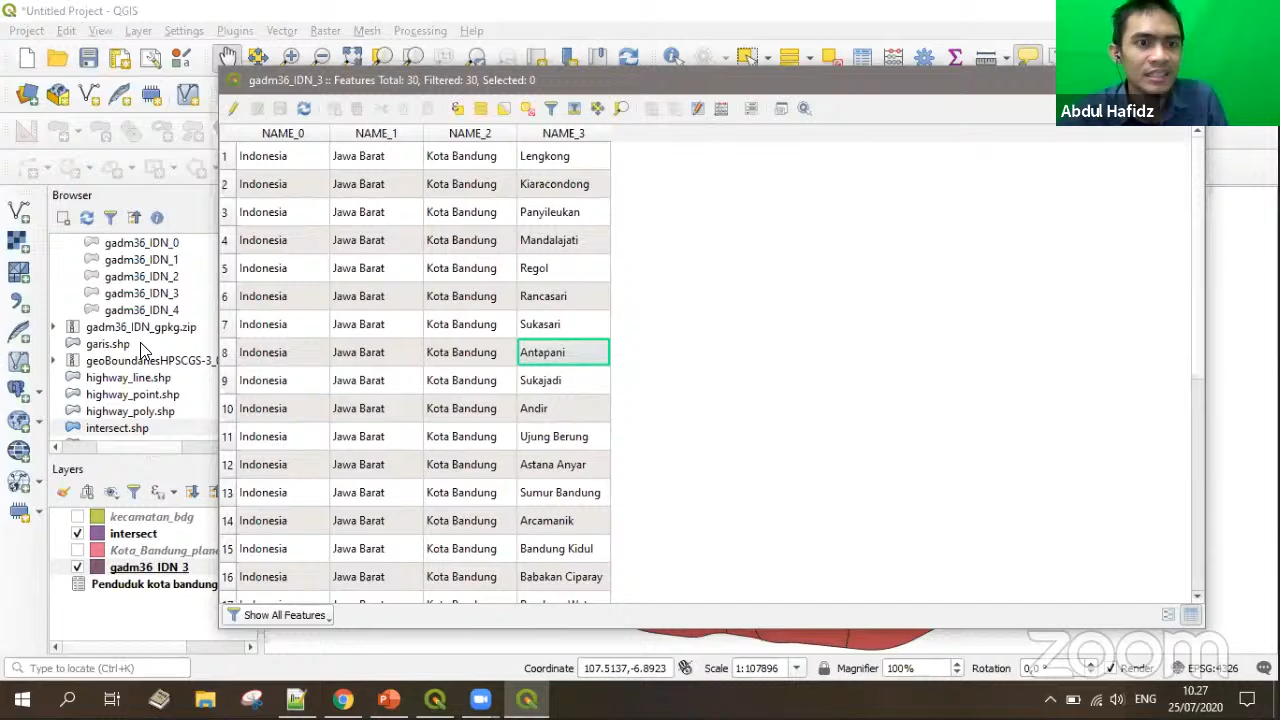 *Untitled Project - QGIS
Project Edit View Layer Settings Plugins Vector Raster Mesh Processing Help
Abdul Hafidz
gadm36_IDN_3 :: Features Total: 30, Filtered: 30, Selected: 0
NAME_0 NAME_1 NAME_2 NAME_3
1 Indonesia Jawa Barat Kota Bandung Lengkong
2 Indonesia Jawa Barat Kota Bandung Kiaracondong
3 Indonesia Jawa Barat Kota Bandung Panyileukan
4 Indonesia Jawa Barat Kota Bandung Mandalajati
5 Indonesia Jawa Barat Kota Bandung Regol
6 Indonesia Jawa Barat Kota Bandung Rancasari
7 Indonesia Jawa Barat Kota Bandung Sukasari
8 Indonesia Jawa Barat Kota Bandung Antapani
9 Indonesia Jawa Barat Kota Bandung Sukajadi
10 Indonesia Jawa Barat Kota Bandung Andir
11 Indonesia Jawa Barat Kota Bandung Ujung Berung
12 Indonesia Jawa Barat Kota Bandung Astana Anyar
13 Indonesia Jawa Barat Kota Bandung Sumur Bandung
14 Indonesia Jawa Barat Kota Bandung Arcamanik
15 Indonesia Jawa Barat Kota Bandung Bandung Kidul
16 Indonesia Jawa Barat Kota Bandung Babakan Ciparay
Show All Features
Browser
gadm36_IDN_0
gadm36_IDN_1
gadm36_IDN_2
gadm36_IDN_3
gadm36_IDN_4
gadm36_IDN_gpkg.zip
garis.shp
geoBoundariesHPSCGS-3_0
highway_line.shp
highway_point.shp
highway_poly.shp
intersect.shp
Layers
kecamatan_bdg
intersect
Kota_Bandung_plane
gadm36_IDN_3
Penduduk kota bandung
zoom
Type to locate (Ctrl+K) Coordinate 107.5137,-6.8923 Scale 1:107896 Magnifier 100% Rotation 0,0 ° Render EPSG:4326
ENG
10.27
25/07/2020